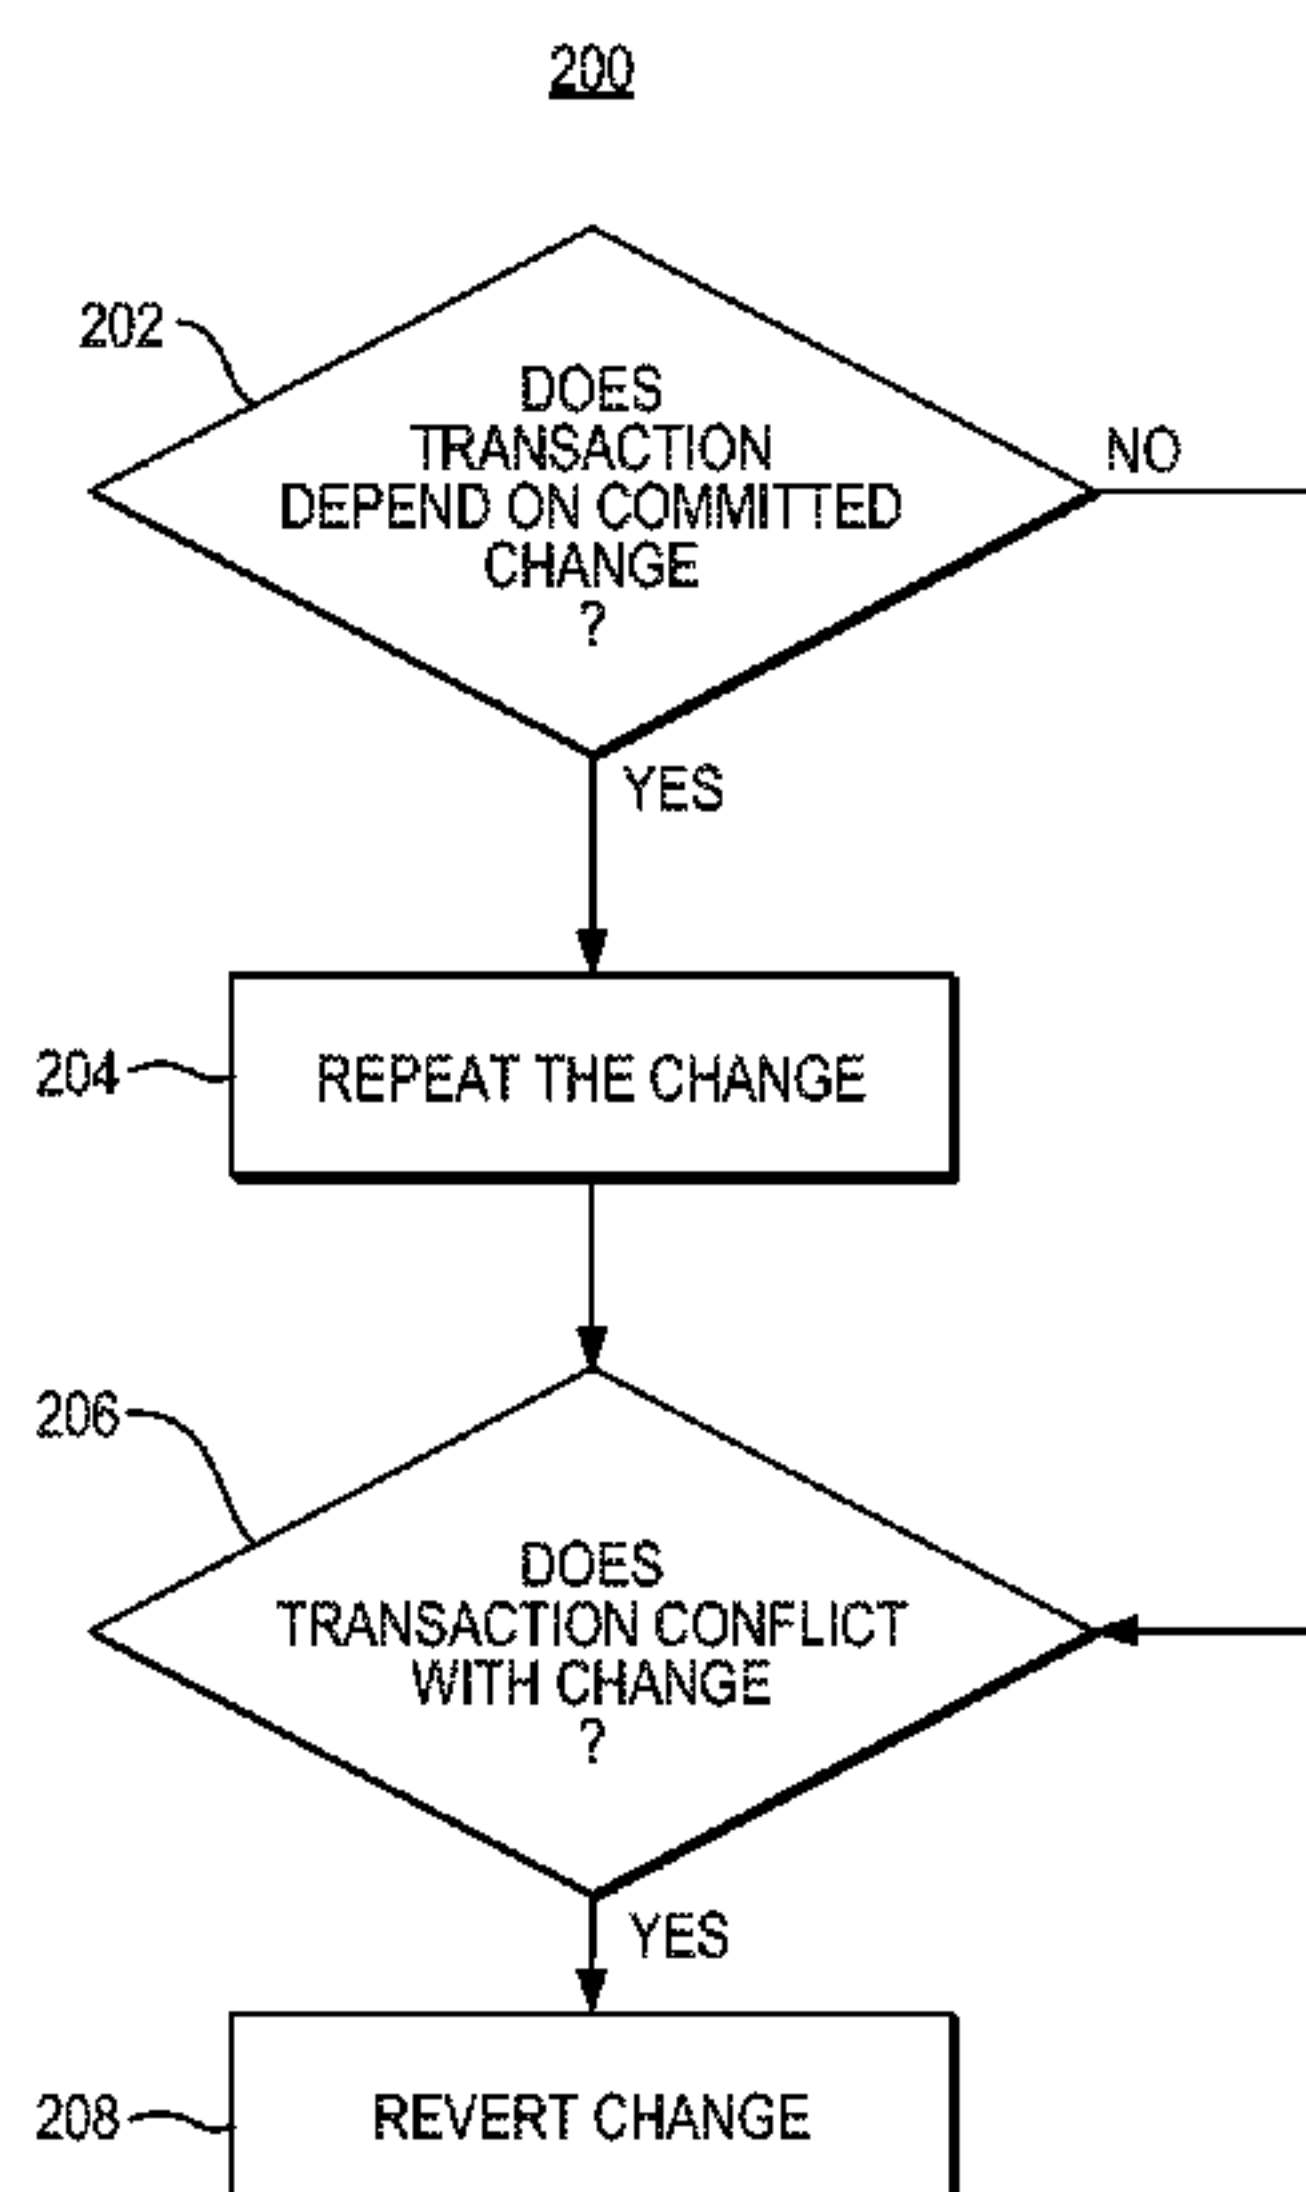 200
202
DOES
TRANSACTION
DEPEND ON COMMITTED
CHANGE
?
NO
YES
204
REPEAT THE CHANGE
206
DOES
TRANSACTION CONFLICT
WITH CHANGE
?
YES
208
REVERT CHANGE